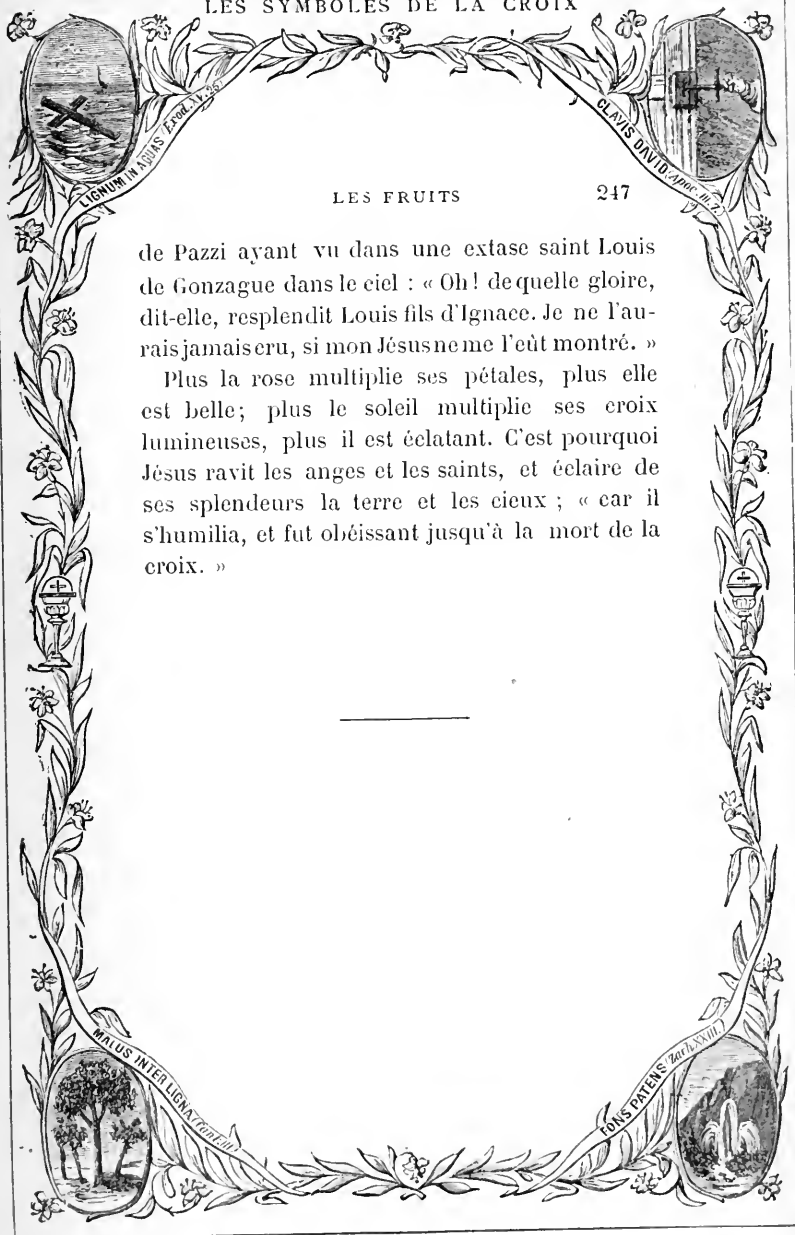 LES SYMBOLES DE LA CROIX
LIGNUM IN AQUAS (Exod. XV. 25)
CLAVIS DAVID (Apoc. III. 7.)
LES FRUITS 247
de Pazzi ayant vu dans une extase saint Louis
de Gonzague dans le ciel : « Oh ! de quelle gloire,
dit-elle, resplendit Louis fils d'Ignace. Je ne l'au-
rais jamais cru, si mon Jésus ne me l'eût montré. »
Plus la rose multiplie ses pétales, plus elle
est belle; plus le soleil multiplie ses croix
lumineuses, plus il est éclatant. C'est pourquoi
Jésus ravit les anges et les saints, et éclaire de
ses splendeurs la terre et les cieux ; « car il
s'humilia, et fut obéissant jusqu'à la mort de la
croix. »
MALUS INTER LIGNA (Cant. III)
FONS PATENS (Zach. XXIII.)